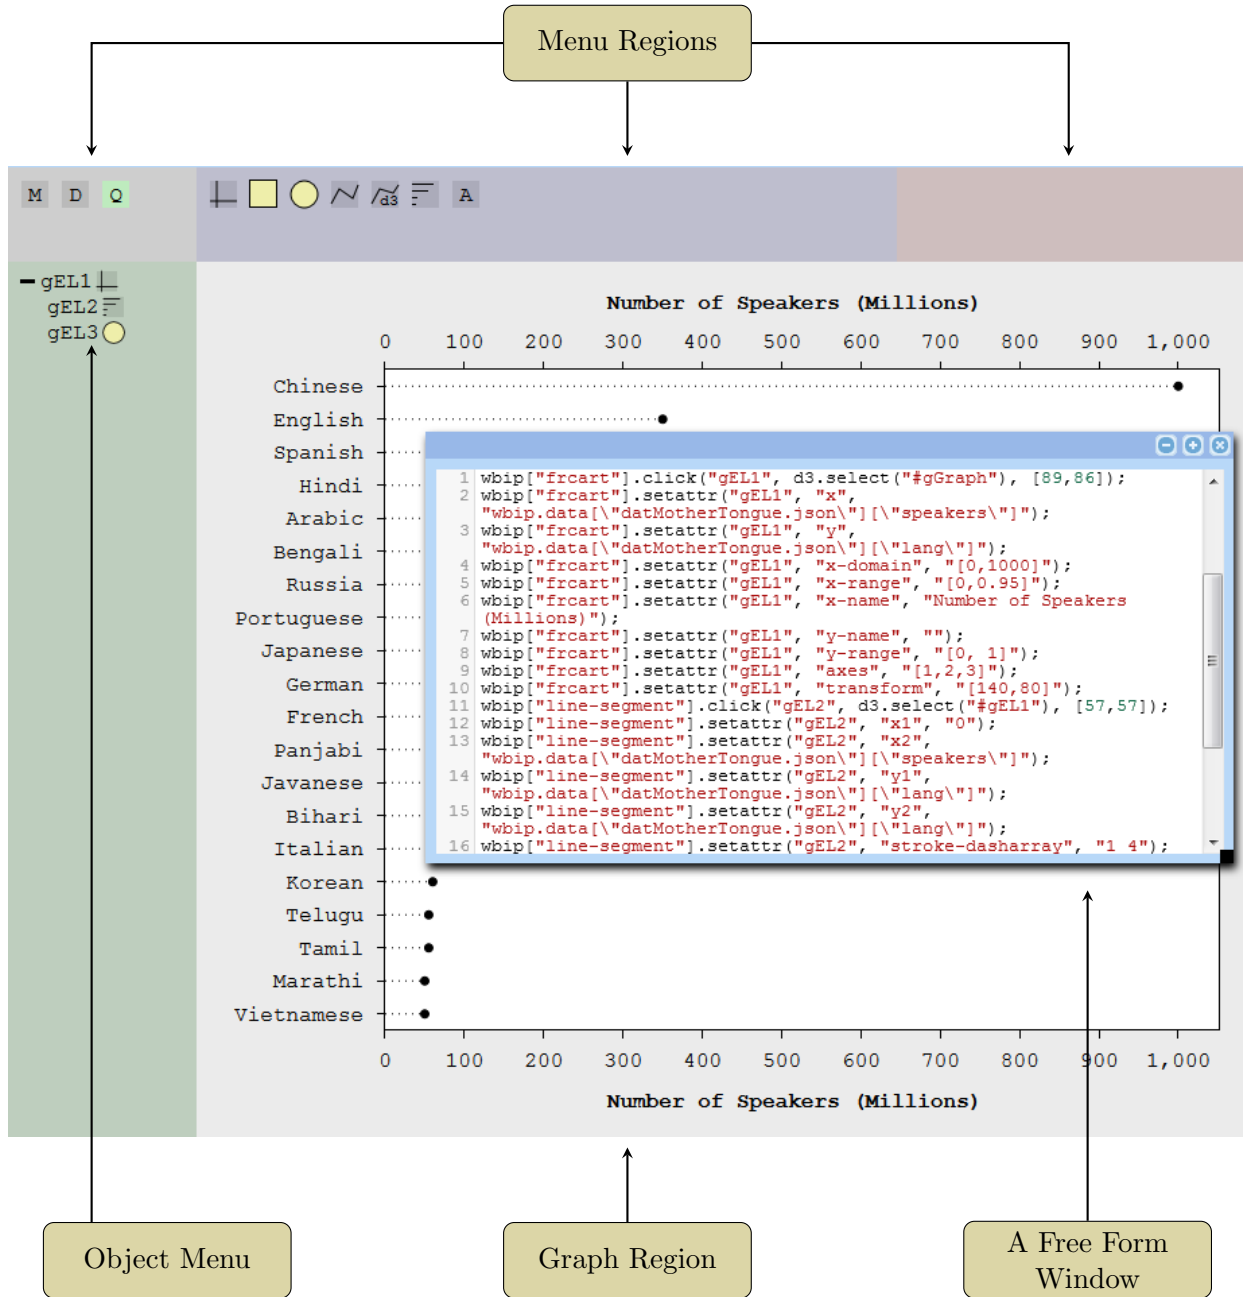 Menu Regions
M D Q
d3 A
gEL1
gEL2
gEL3
Number of Speakers (Millions)
0 100 200 300 400 500 600 700 800 900 1,000
Chinese
English
Spanish
Hindi
Arabic
Bengali
Russia
Portuguese
Japanese
German
French
Panjabi
Javanese
Bihari
Italian
Korean
Telugu
Tamil
Marathi
Vietnamese
1 wbip["frcart"].click("gEL1", d3.select("#gGraph"), [89,86]);
2 wbip["frcart"].setattr("gEL1", "x",
"wbip.data[\"datMotherTongue.json\"][\"speakers\"]");
3 wbip["frcart"].setattr("gEL1", "y",
"wbip.data[\"datMotherTongue.json\"][\"lang\"]");
4 wbip["frcart"].setattr("gEL1", "x-domain", "[0,1000]");
5 wbip["frcart"].setattr("gEL1", "x-range", "[0,0.95]");
6 wbip["frcart"].setattr("gEL1", "x-name", "Number of Speakers
(Millions)");
7 wbip["frcart"].setattr("gEL1", "y-name", "");
8 wbip["frcart"].setattr("gEL1", "y-range", "[0, 1]");
9 wbip["frcart"].setattr("gEL1", "axes", "[1,2,3]");
10 wbip["frcart"].setattr("gEL1", "transform", "[140,80]");
11 wbip["line-segment"].click("gEL2", d3.select("#gEL1"), [57,57]);
12 wbip["line-segment"].setattr("gEL2", "x1", "0");
13 wbip["line-segment"].setattr("gEL2", "x2",
"wbip.data[\"datMotherTongue.json\"][\"speakers\"]");
14 wbip["line-segment"].setattr("gEL2", "y1",
"wbip.data[\"datMotherTongue.json\"][\"lang\"]");
15 wbip["line-segment"].setattr("gEL2", "y2",
"wbip.data[\"datMotherTongue.json\"][\"lang\"]");
16 wbip["line-segment"].setattr("gEL2", "stroke-dasharray", "1 4");
0 100 200 300 400 500 600 700 800 900 1,000
Number of Speakers (Millions)
Object Menu
Graph Region
A Free Form
Window